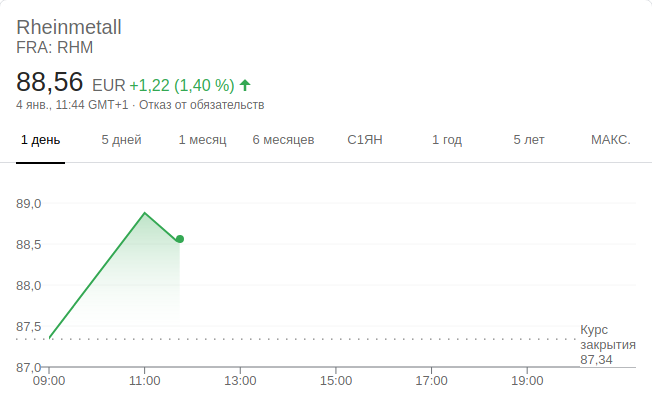 Rheinmetall
FRA: RHM
88,56 EUR +1,22 (1,40 %)
4 янв., 11:44 GMT+1 · Отказ от обязательств
1 день 5 дней 1 месяц 6 месяцев С1ЯН 1 год 5 лет МАКС.
89,0
88,5
88,0
87,5
Курс
закрытия
87,34
87,0
09:00 11:00 13:00 15:00 17:00 19:00